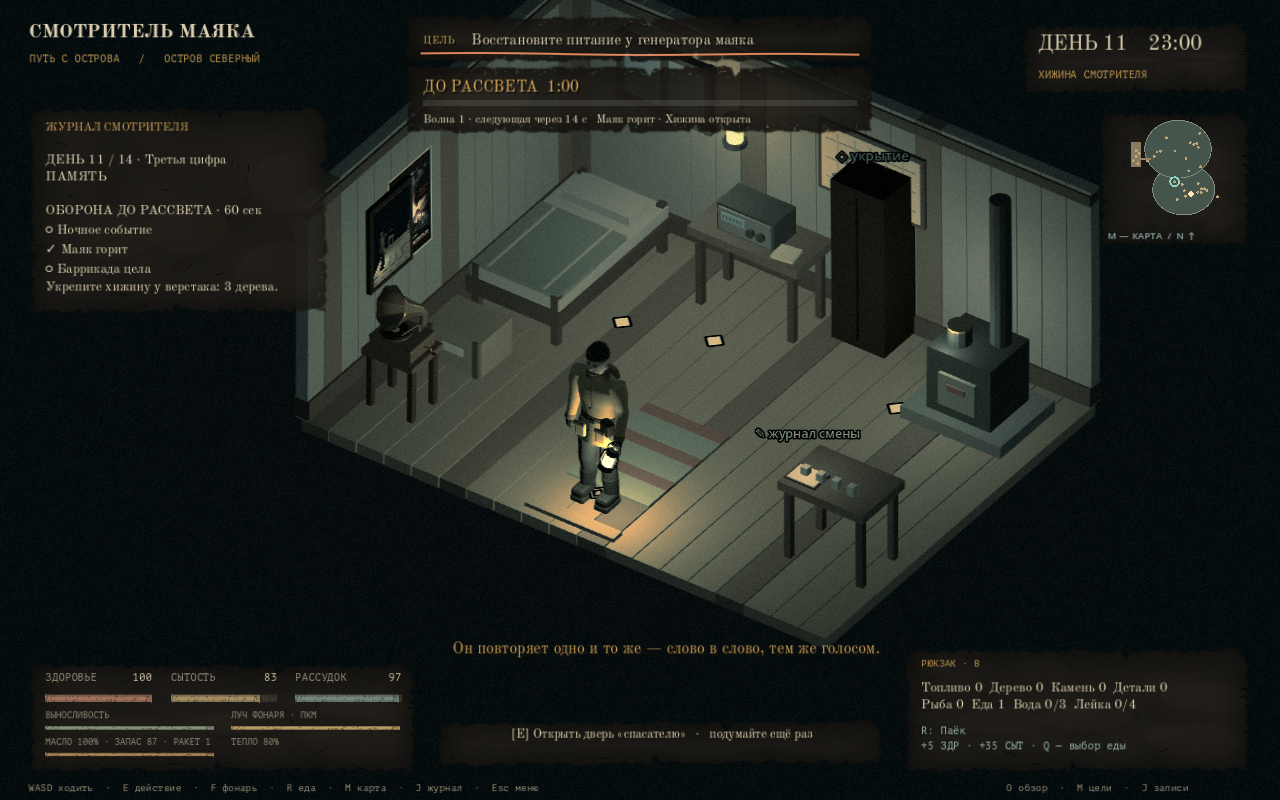 СМОТРИТЕЛЬ МАЯКА
ПУТЬ С ОСТРОВА / ОСТРОВ СЕВЕРНЫЙ
ЦЕЛЬ Восстановите питание у генератора маяка
ДО РАССВЕТА 1:00
Волна 1 · следующая через 14 с Маяк горит · Хижина открыта
ДЕНЬ 11 23:00
ХИЖИНА СМОТРИТЕЛЯ
ЖУРНАЛ СМОТРИТЕЛЯ
ДЕНЬ 11 / 14 · Третья цифра
ПАМЯТЬ
ОБОРОНА ДО РАССВЕТА · 60 сек
Ночное событие
✓ Маяк горит
Баррикада цела
Укрепите хижину у верстака: 3 дерева.
укрытие
M — КАРТА / N ↑
журнал смены
Он повторяет одно и то же — слово в слово, тем же голосом.
ЗДОРОВЬЕ 100 СЫТОСТЬ 83 РАССУДОК 97
ВЫНОСЛИВОСТЬ ЛУЧ ФОНАРЯ · ПКМ
МАСЛО 100% · ЗАПАС 87 · РАКЕТ 1 ТЕПЛО 80%
[E] Открыть дверь «спасателю» · подумайте ещё раз
РЮКЗАК · B
Топливо 0 Дерево 0 Камень 0 Детали 0
Рыба 0 Еда 1 Вода 0/3 Лейка 0/4
R: Паёк
+5 ЗДР · +35 СЫТ · Q — выбор еды
WASD ходить · E действие · F фонарь · R еда · M карта · J журнал · Esc меню
O обзор · M цели · J записи